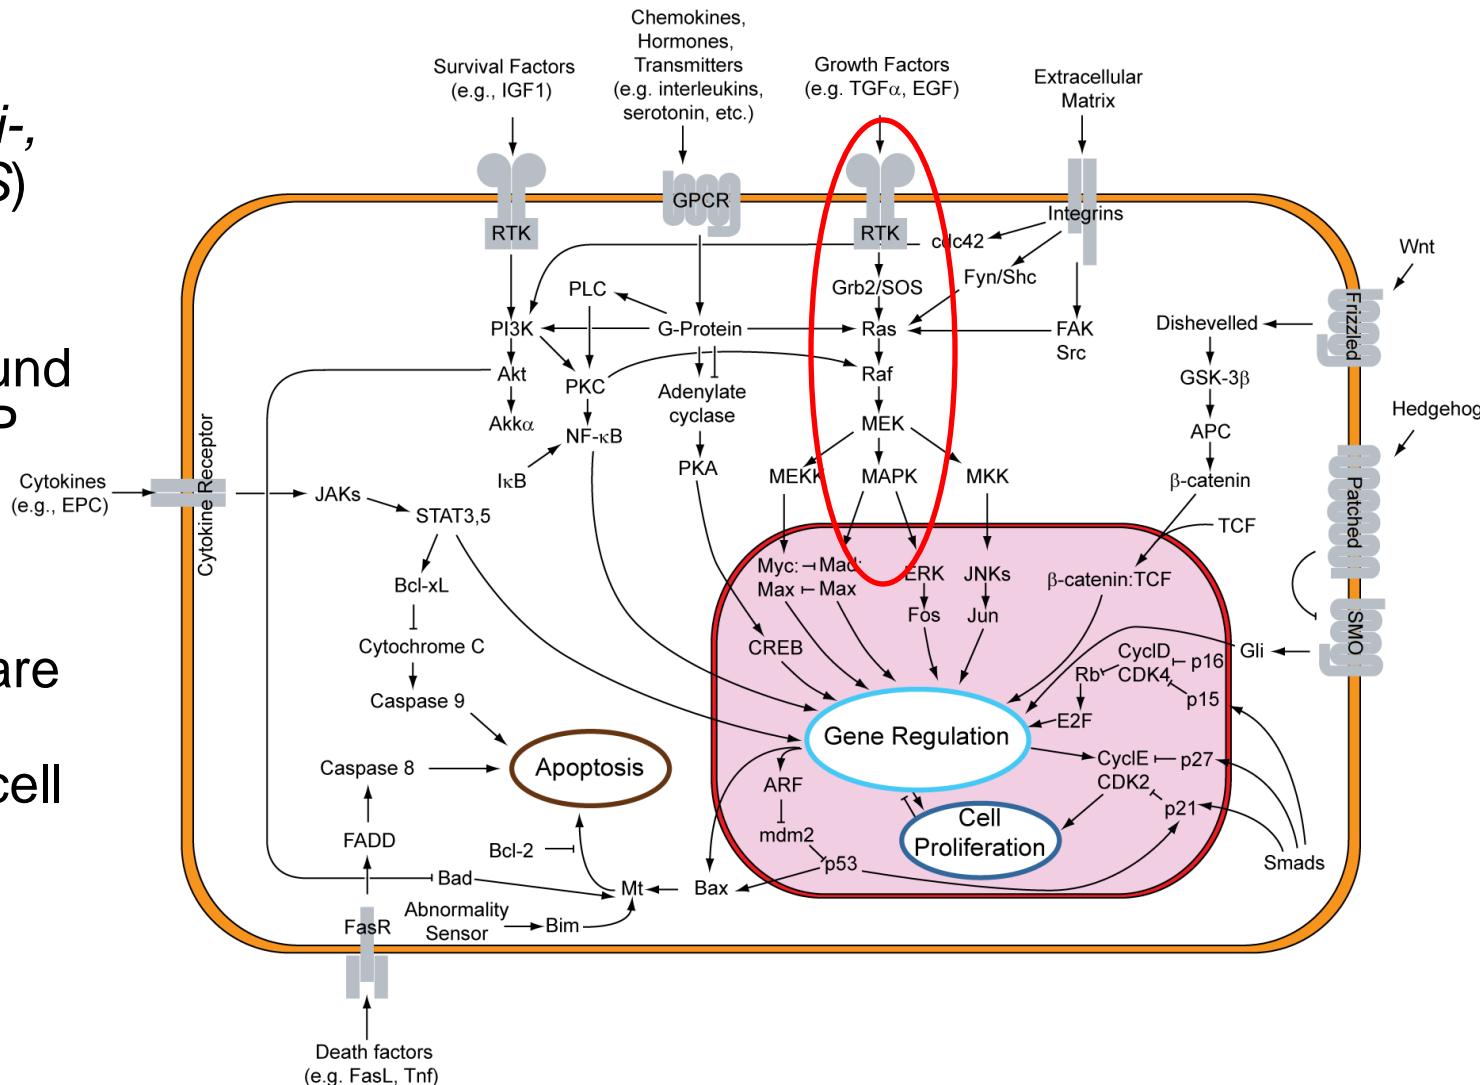 i-,
S)
und
P
are
cell
Chemokines,
Hormones,
Transmitters
(e.g. interleukins,
serotonin, etc.)
Survival Factors
(e.g., IGF1)
Growth Factors
(e.g. TGFα, EGF)
Extracellular
Matrix
RTK
GPCR
RTK
Integrins
cdc42
Fyn/Shc
Grb2/SOS
Wnt
Frizzled
PLC
PI3K
G-Protein
Ras
FAK
Src
Dishevelled
Akt
PKC
Adenylate
cyclase
Raf
GSK-3β
Akkα
NF-κB
MEK
APC
Hedgehog
IκB
PKA
MEKK
MAPK
MKK
β-catenin
Patched
TCF
Cytokines
(e.g., EPC)
Cytokine Receptor
JAKs
STAT3,5
Myc:
Mad:
Max
Max
ERK
JNKs
β-catenin:TCF
Bcl-xL
Fos
Jun
SMO
Cytochrome C
CREB
CyclD
CDK4
p16
Gli
Rb
p15
Caspase 9
E2F
Gene Regulation
Caspase 8
Apoptosis
CyclE
CDK2
p27
ARF
p21
FADD
mdm2
Cell
Proliferation
Bcl-2
p53
Smads
Bad
Mt
Bax
Abnormality
Sensor
Bim
FasR
Death factors
(e.g. FasL, Tnf)